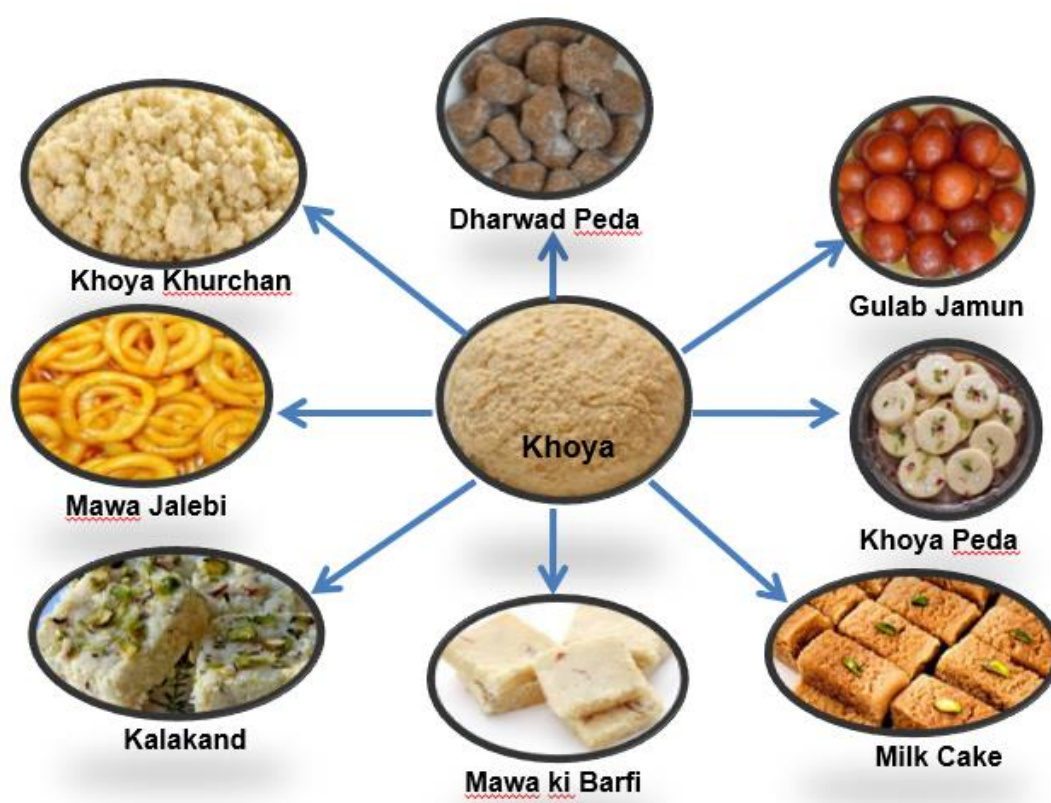 Dharwad Peda
Khoya Khurchan
Gulab Jamun
Khoya
Mawa Jalebi
Khoya Peda
Kalakand
Mawa ki Barfi
Milk Cake